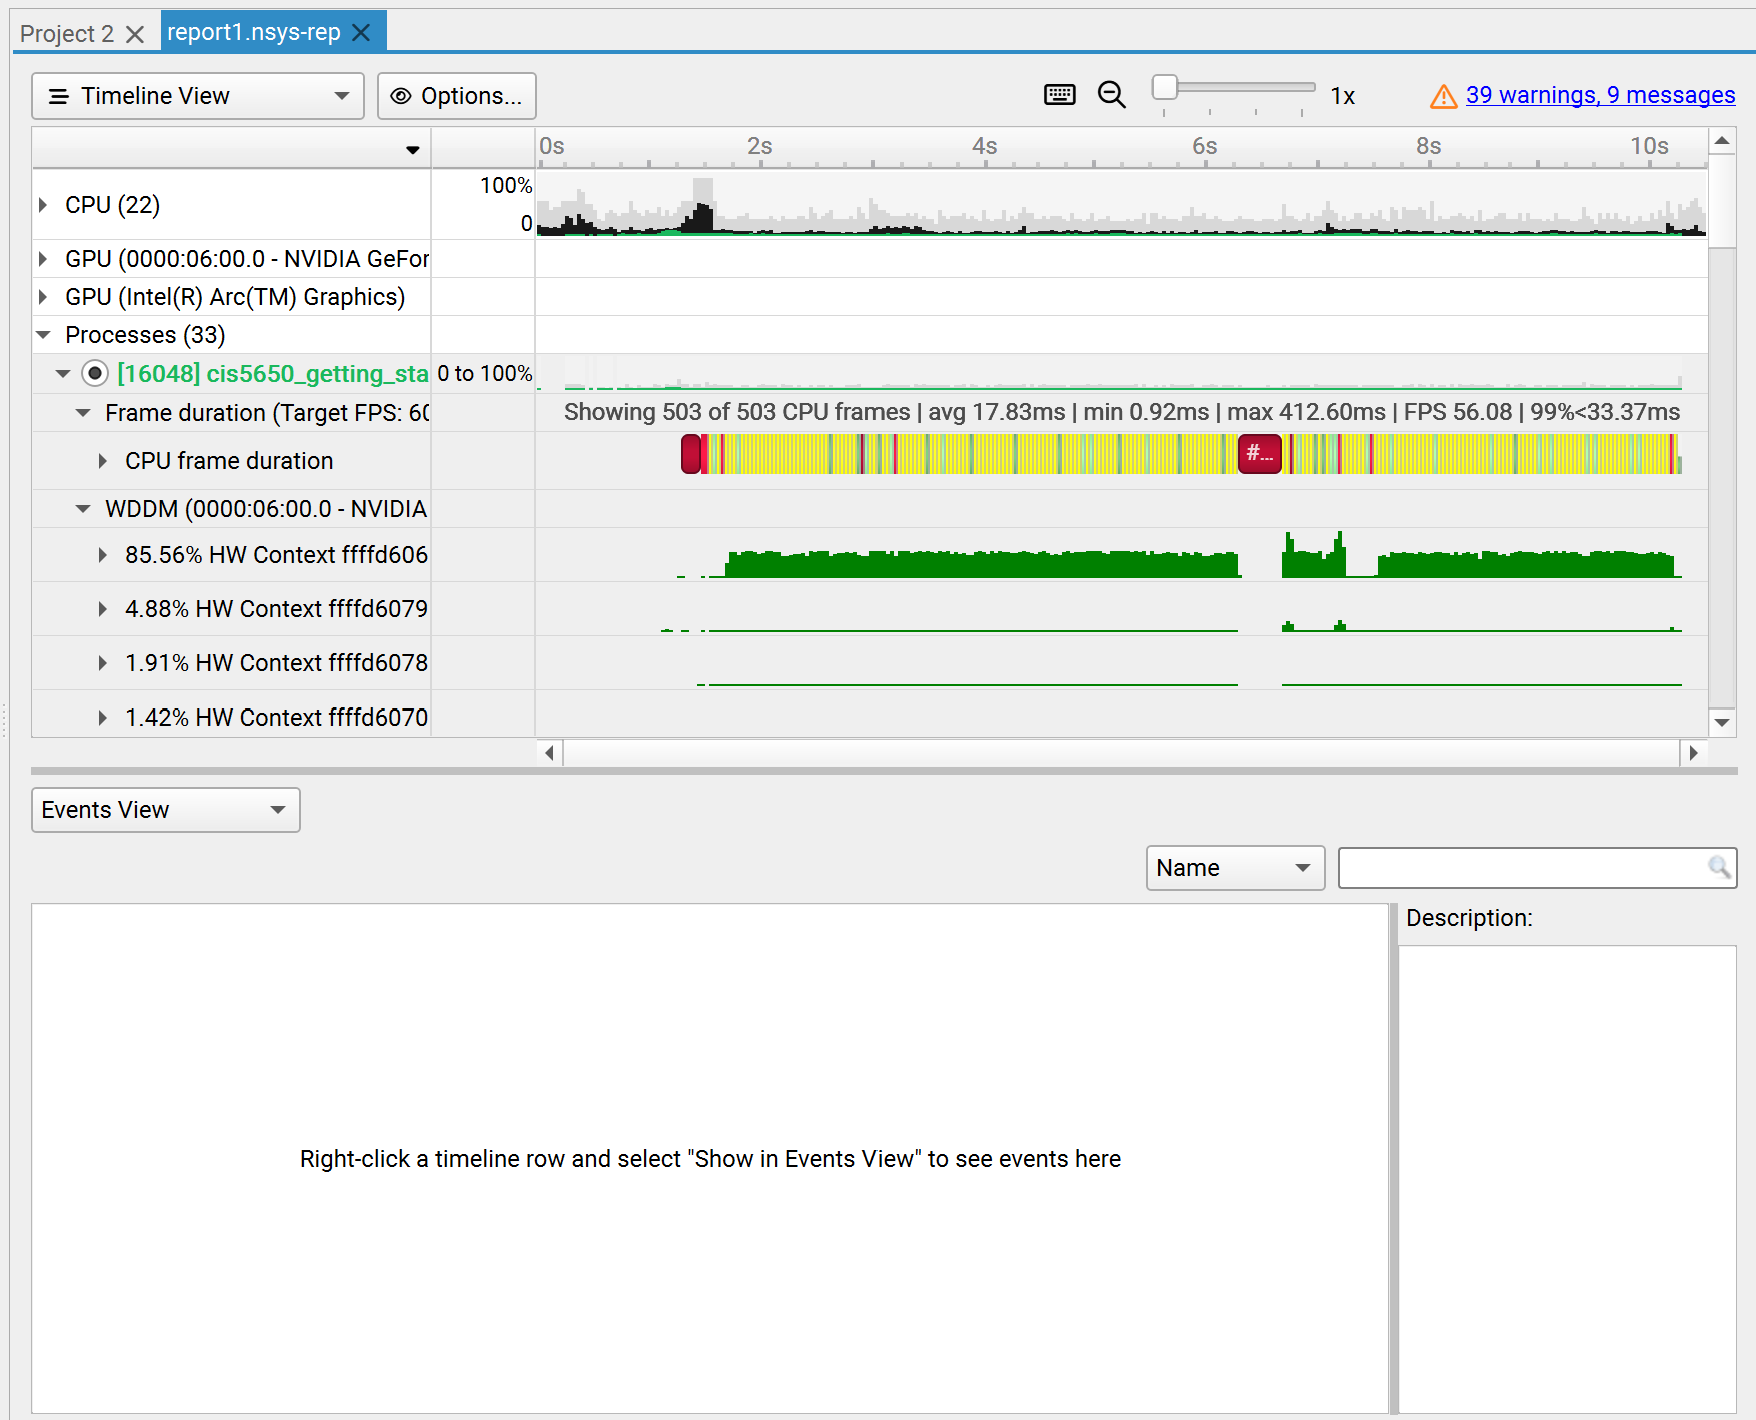 Project 2
report1.nsys-rep
Timeline View
Options...
1x
39 warnings, 9 messages
0s 2s 4s 6s 8s 10s
CPU (22)
100%
0
GPU (0000:06:00.0 - NVIDIA GeFor
GPU (Intel(R) Arc(TM) Graphics)
Processes (33)
[16048] cis5650_getting_sta
0 to 100%
Frame duration (Target FPS: 60
Showing 503 of 503 CPU frames | avg 17.83ms | min 0.92ms | max 412.60ms | FPS 56.08 | 99%<33.37ms
CPU frame duration
#...
WDDM (0000:06:00.0 - NVIDIA
85.56% HW Context ffffd606
4.88% HW Context ffffd6079
1.91% HW Context ffffd6078
1.42% HW Context ffffd6070
Events View
Name
Description:
Right-click a timeline row and select "Show in Events View" to see events here